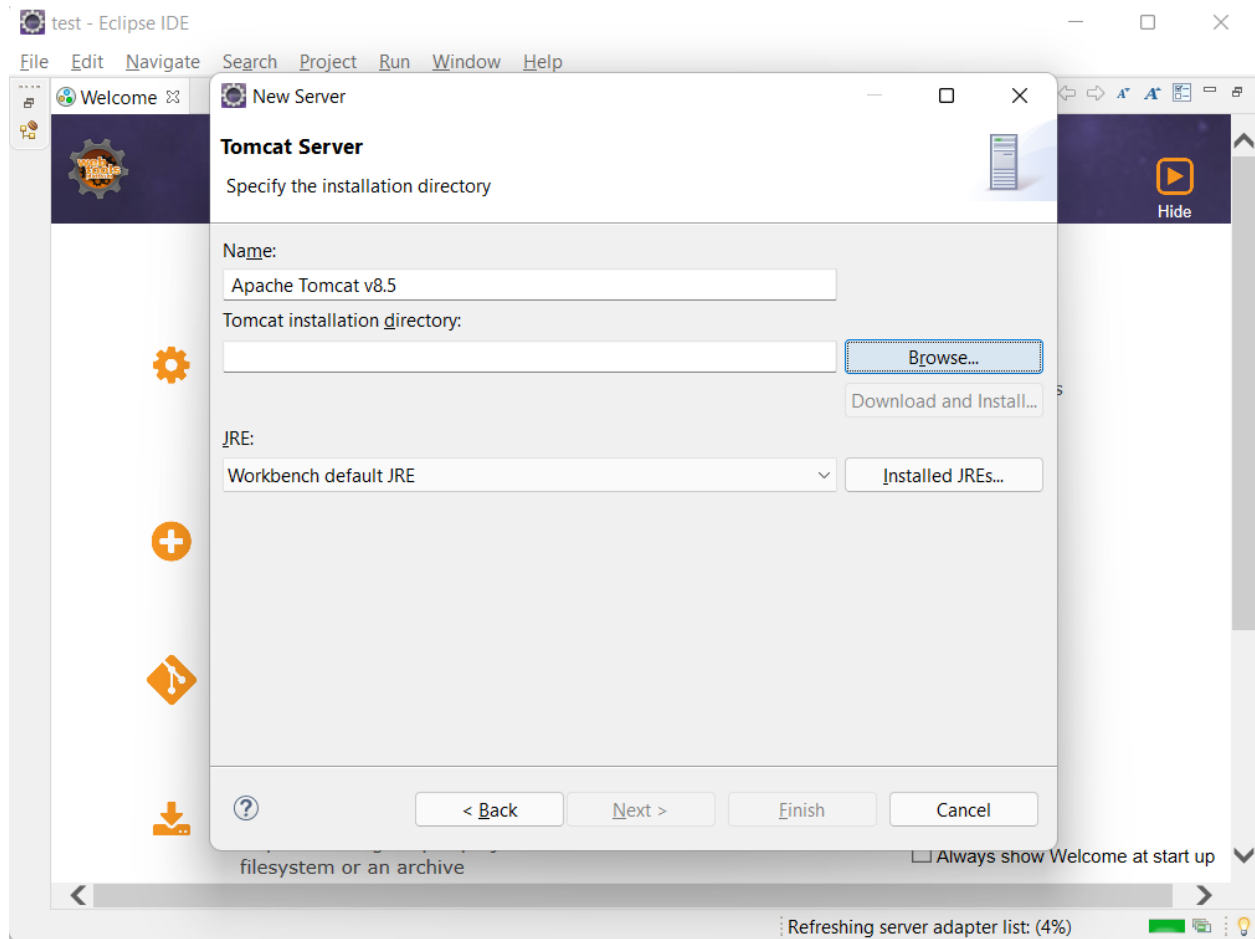 test - Eclipse IDE
File Edit Navigate Search Project Run Window Help
Welcome
New Server
Tomcat Server
Specify the installation directory
web
tools
Hide
Name:
Apache Tomcat v8.5
Tomcat installation directory:
Browse...
Download and Install...
s
JRE:
Workbench default JRE
Installed JREs...
< Back
Next >
Finish
Cancel
filesystem or an archive
Always show Welcome at start up
Refreshing server adapter list: (4%)